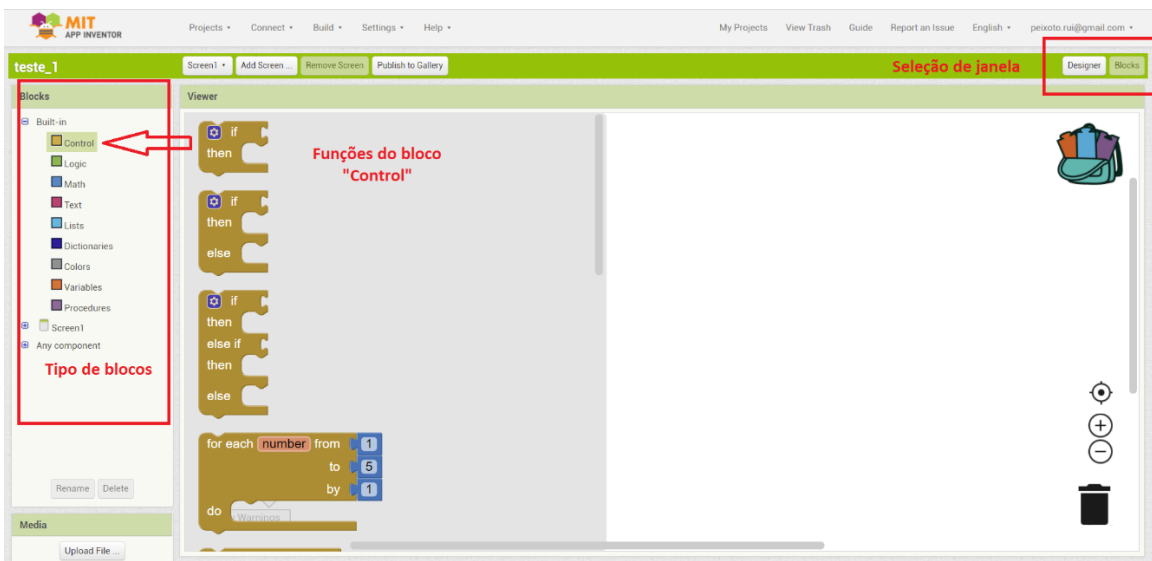 MIT
APP INVENTOR
Projects Connect Build Settings Help
My Projects View Trash Guide Report an Issue English peixoto.rui@gmail.com
teste_1
Screen1 Add Screen ... Remove Screen Publish to Gallery
Seleção de janela
Designer Blocks
Blocks
Viewer
Built-in
Control
Logic
Math
Text
Lists
Dictionaries
Colors
Variables
Procedures
Screen1
Any component
Tipo de blocos
Rename Delete
Media
Upload File ...
if
then
Funções do bloco
"Control"
if
then
else
if
then
else if
then
else
for each number from 1
to 5
by 1
do
Warnings